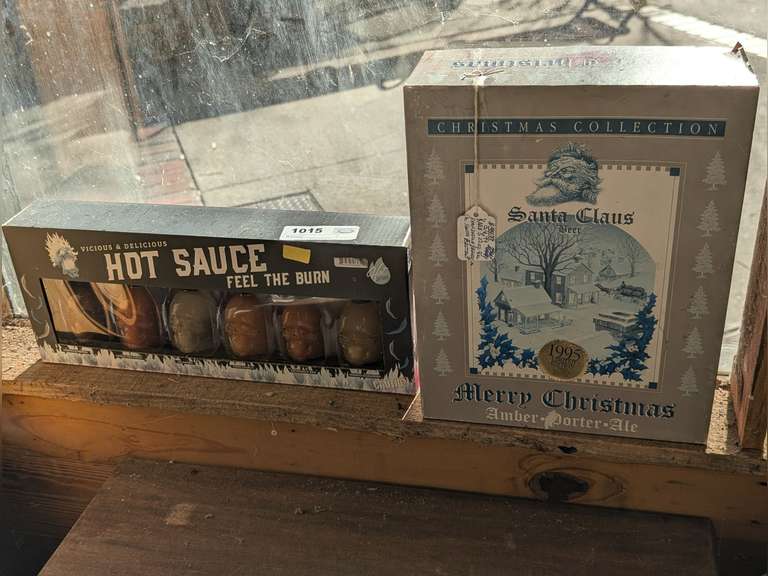 1015
VICIOUS & DELICIOUS
HOT SAUCE
FEEL THE BURN
CHRISTMAS COLLECTION
Santa Claus
Beer
1995
Merry Christmas
Amber • Porter • Ale